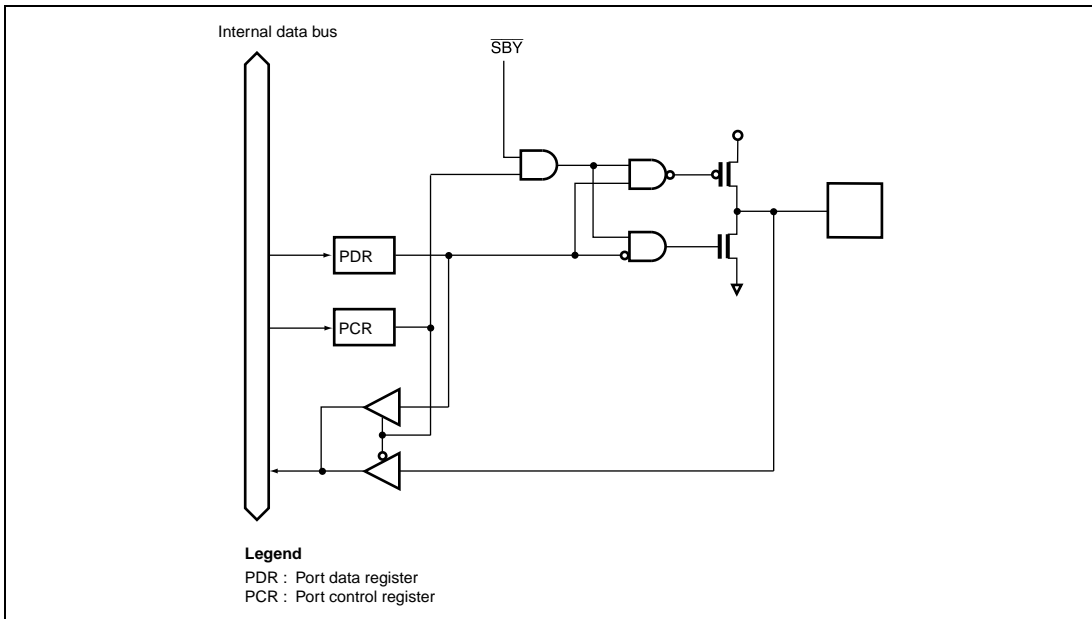 Internal data bus
SBY
PDR
PCR
Legend
PDR : Port data register
PCR : Port control register